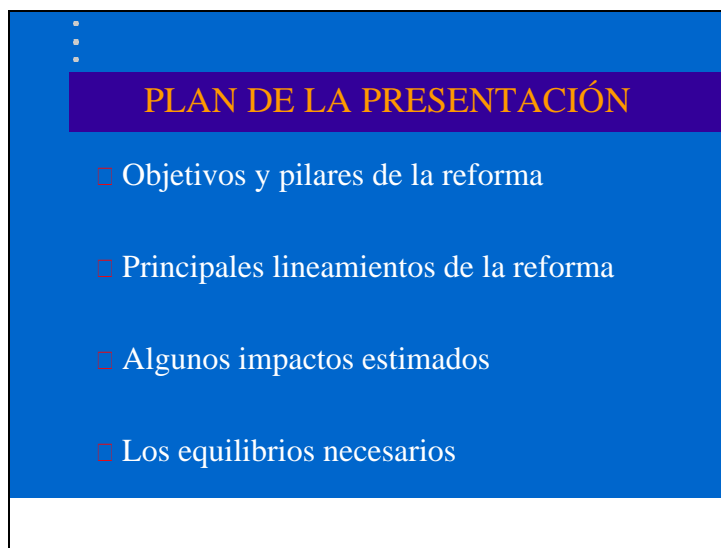 PLAN DE LA PRESENTACIÓN
Objetivos y pilares de la reforma
Principales lineamientos de la reforma
Algunos impactos estimados
Los equilibrios necesarios